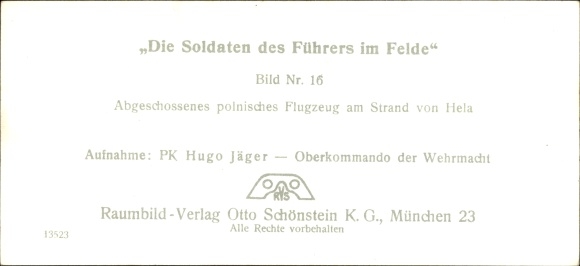 „Die Soldaten des Führers im Felde“
Bild Nr. 16
Abgeschossenes polnisches Flugzeug am Strand von Hela
Aufnahme: PK Hugo Jäger — Oberkommando der Wehrmacht
RVS
Raumbild-Verlag Otto Schönstein K. G., München 23
Alle Rechte vorbehalten
13523